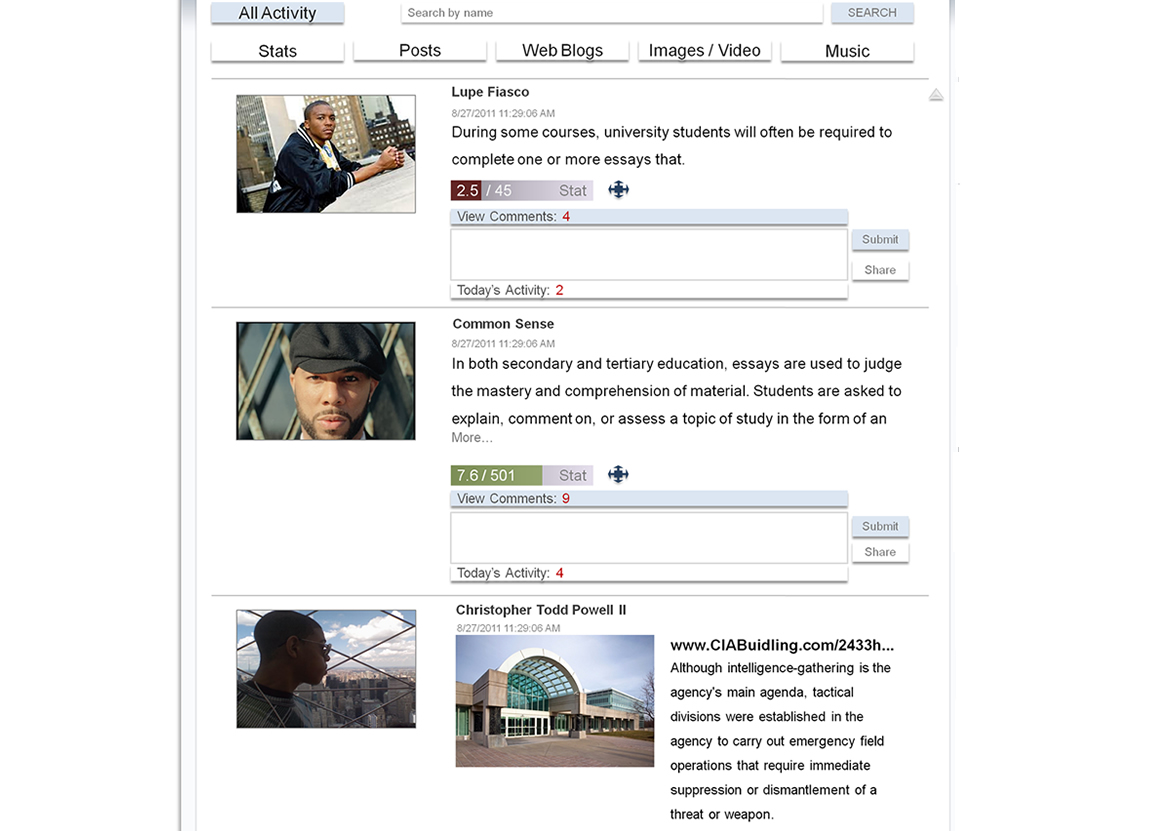 All Activity
Search by name
SEARCH
Stats
Posts
Web Blogs
Images / Video
Music
Lupe Fiasco
8/27/2011 11:29:06 AM
During some courses, university students will often be required to
complete one or more essays that.
2.5 / 45 Stat
View Comments: 4
Submit
Share
Today's Activity: 2
Common Sense
8/27/2011 11:29:06 AM
In both secondary and tertiary education, essays are used to judge
the mastery and comprehension of material. Students are asked to
explain, comment on, or assess a topic of study in the form of an
More...
7.6 / 501 Stat
View Comments: 9
Submit
Share
Today's Activity: 4
Christopher Todd Powell II
8/27/2011 11:29:06 AM
www.CIABuidling.com/2433h...
Although intelligence-gathering is the
agency's main agenda, tactical
divisions were established in the
agency to carry out emergency field
operations that require immediate
suppression or dismantlement of a
threat or weapon.